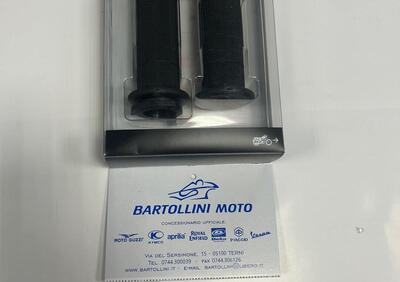 BARTOLLINI MOTO
CONCESSIONARIO UFFICIALE:
MOTO GUZZI KYMCO aprilia ROYAL ENFIELD Beta PIAGGIO Vespa
VIA DEL SERSIMONE, 15 - 05100 TERNI
TEL. 0744.300039 - FAX 0744.306126
BARTOLLINI.IT - E-MAIL: BARTOLLINI@LIBERO.IT